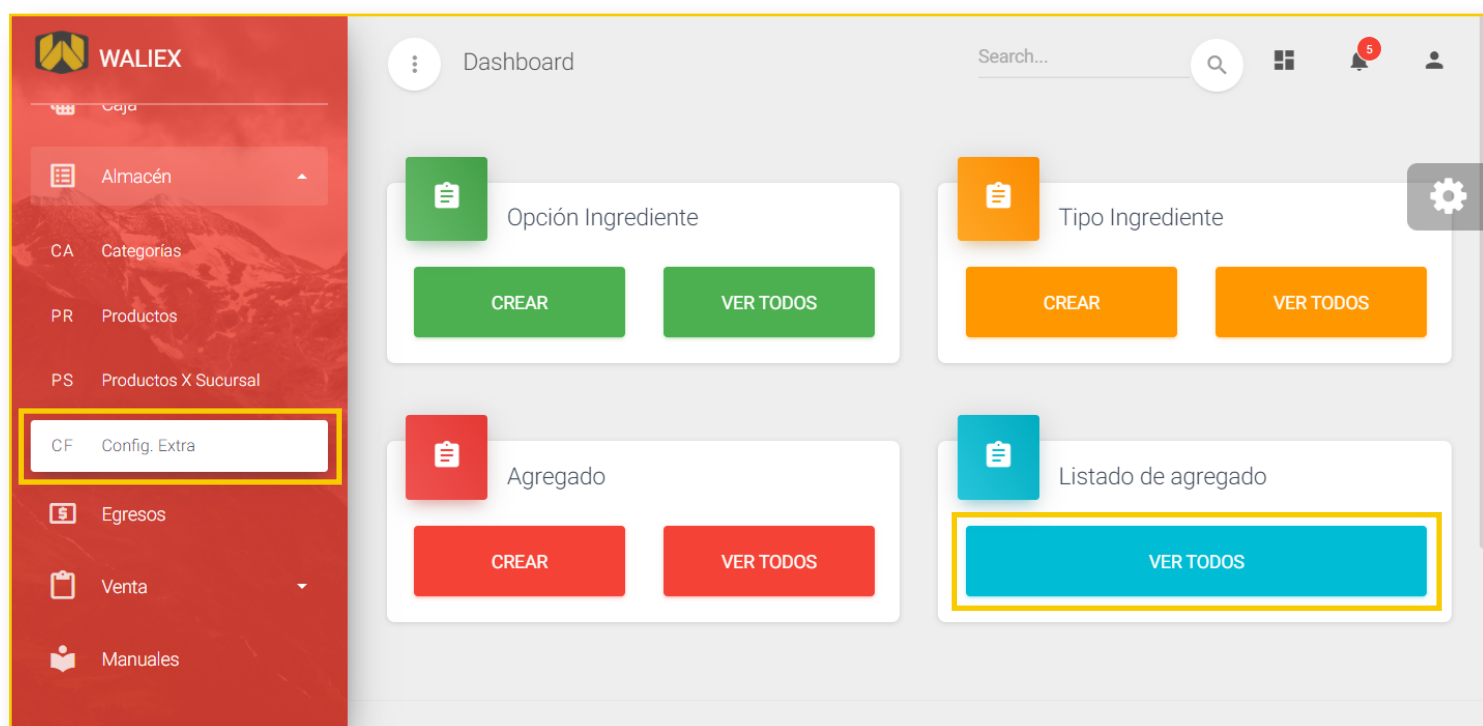 WALIEX
Caja
Almacén
CA Categorías
PR Productos
PS Productos X Sucursal
CF Config. Extra
Egresos
Venta
Manuales
Dashboard
Search...
5
Opción Ingrediente
CREAR VER TODOS
Tipo Ingrediente
CREAR VER TODOS
Agregado
CREAR VER TODOS
Listado de agregado
VER TODOS